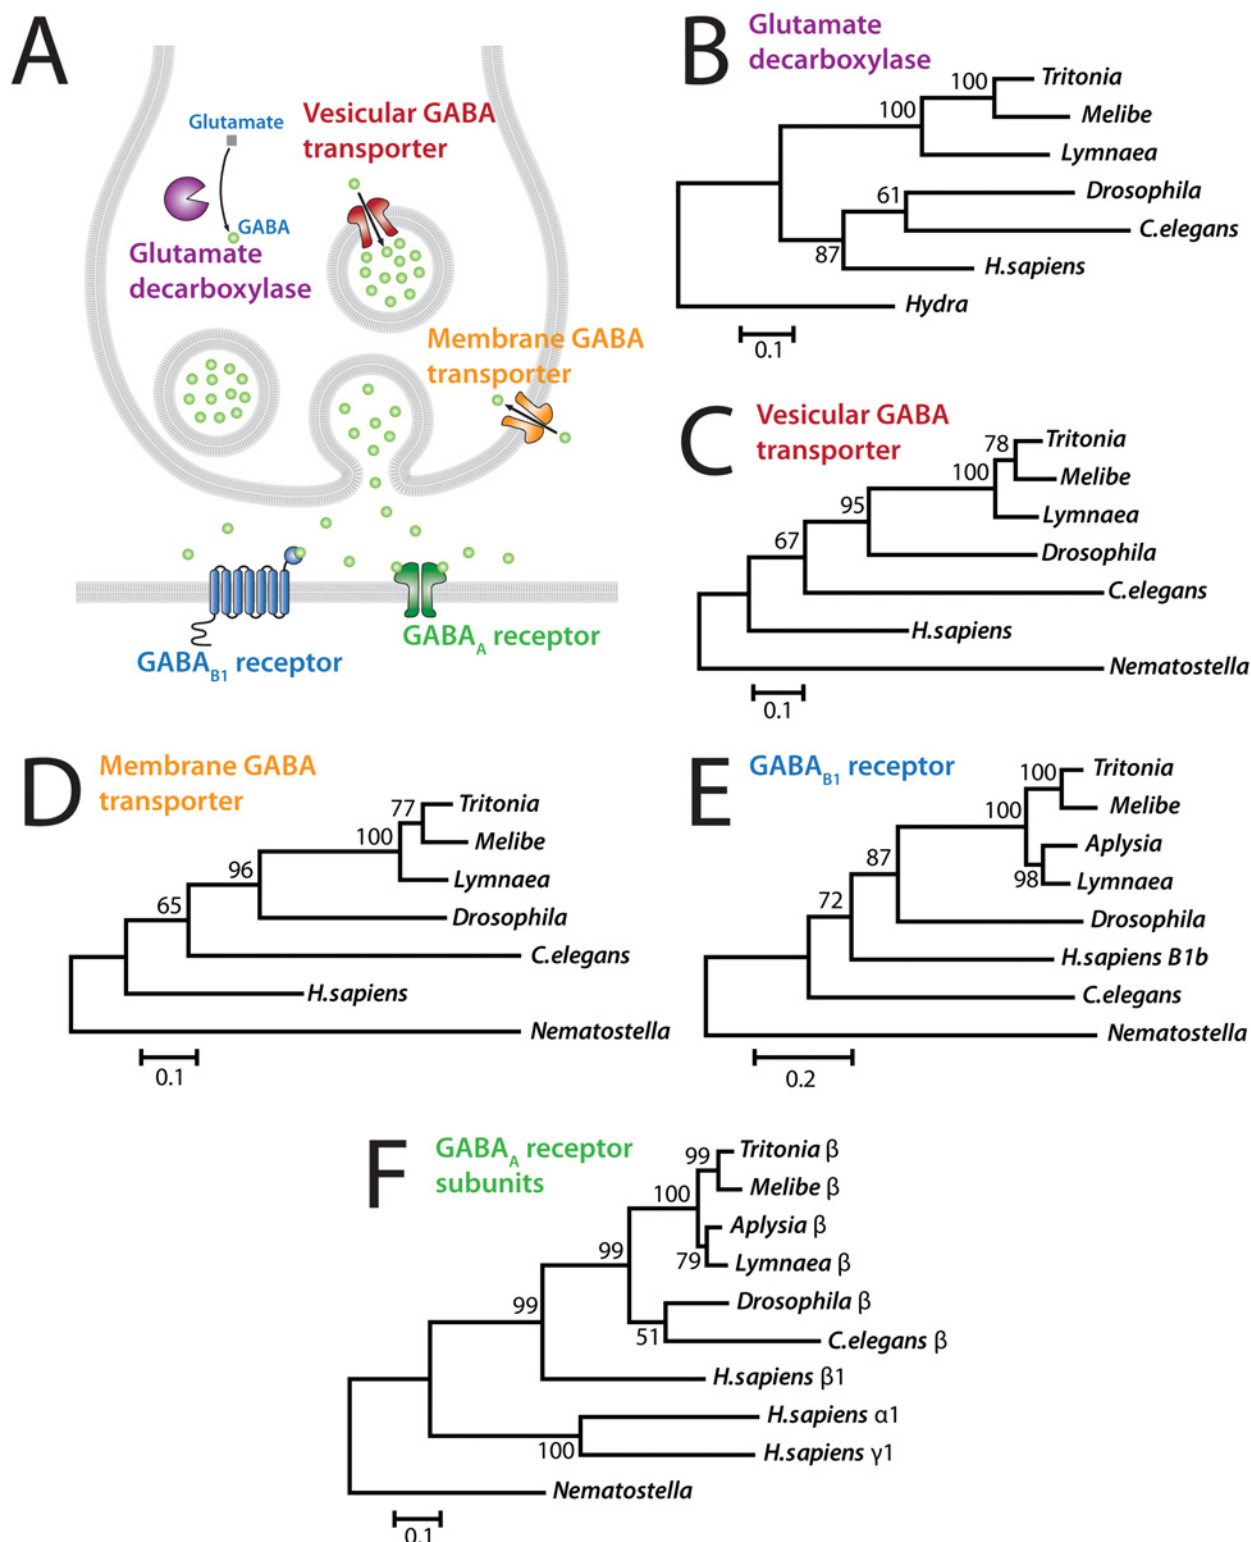 A
Glutamate
Vesicular GABA
transporter
GABA
Glutamate
decarboxylase
Membrane GABA
transporter
GABA_B1 receptor
GABA_A receptor
B
Glutamate
decarboxylase
100
Tritonia
100
Melibe
Lymnaea
61
Drosophila
C.elegans
87
H.sapiens
Hydra
0.1
C
Vesicular GABA
transporter
78
Tritonia
100
Melibe
95
Lymnaea
67
Drosophila
C.elegans
H.sapiens
Nematostella
0.1
D
Membrane GABA
transporter
77
Tritonia
100
Melibe
96
Lymnaea
65
Drosophila
C.elegans
H.sapiens
Nematostella
0.1
E
GABA_B1 receptor
100
Tritonia
100
Melibe
87
Aplysia
98
Lymnaea
72
Drosophila
H.sapiens B1b
C.elegans
Nematostella
0.2
F
GABA_A receptor
subunits
99
Tritonia β
100
Melibe β
Aplysia β
99
79
Lymnaea β
99
Drosophila β
51
C.elegans β
H.sapiens β1
H.sapiens α1
100
H.sapiens γ1
Nematostella
0.1